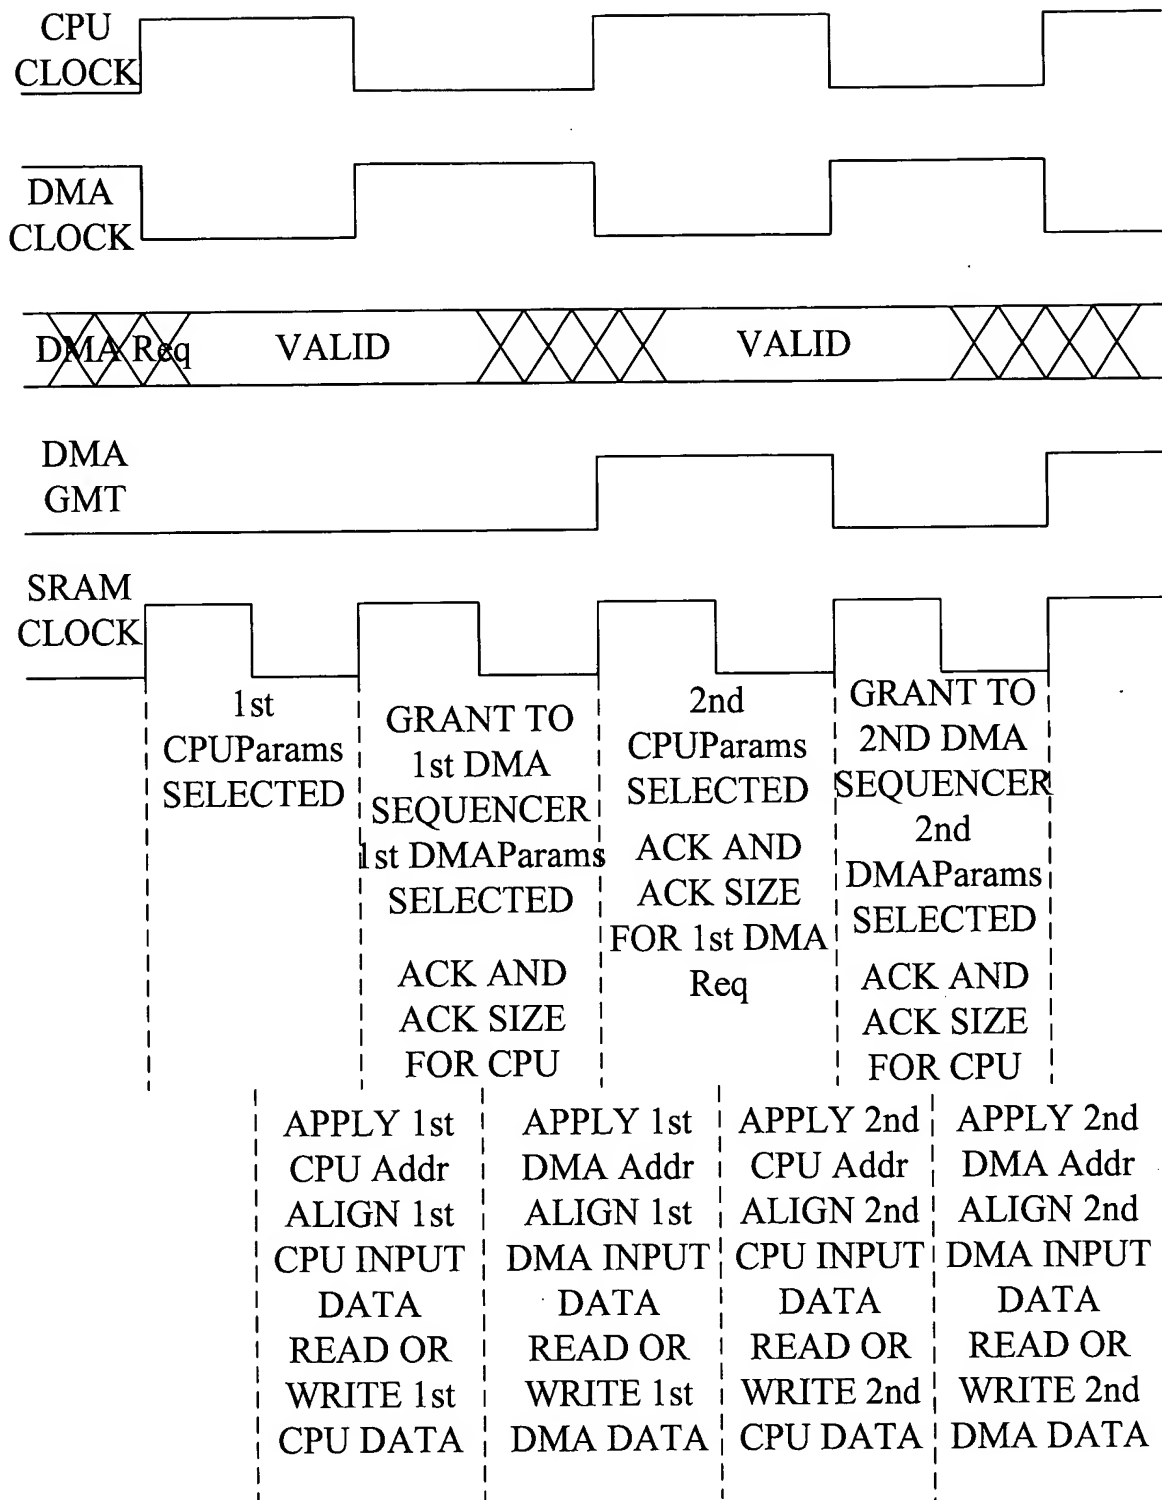 CPU
CLOCK
DMA
CLOCK
DMA Req
VALID
VALID
DMA
GMT
SRAM
CLOCK
1st
CPUParams
SELECTED
GRANT TO
1st DMA
SEQUENCER
1st DMAParams
SELECTED
ACK AND
ACK SIZE
FOR CPU
2nd
CPUParams
SELECTED
ACK AND
ACK SIZE
FOR 1st DMA
Req
GRANT TO
2ND DMA
SEQUENCER
2nd
DMAParams
SELECTED
ACK AND
ACK SIZE
FOR CPU
APPLY 1st
CPU Addr
ALIGN 1st
CPU INPUT
DATA
READ OR
WRITE 1st
CPU DATA
APPLY 1st
DMA Addr
ALIGN 1st
DMA INPUT
DATA
READ OR
WRITE 1st
DMA DATA
APPLY 2nd
CPU Addr
ALIGN 2nd
CPU INPUT
DATA
READ OR
WRITE 2nd
CPU DATA
APPLY 2nd
DMA Addr
ALIGN 2nd
DMA INPUT
DATA
READ OR
WRITE 2nd
DMA DATA